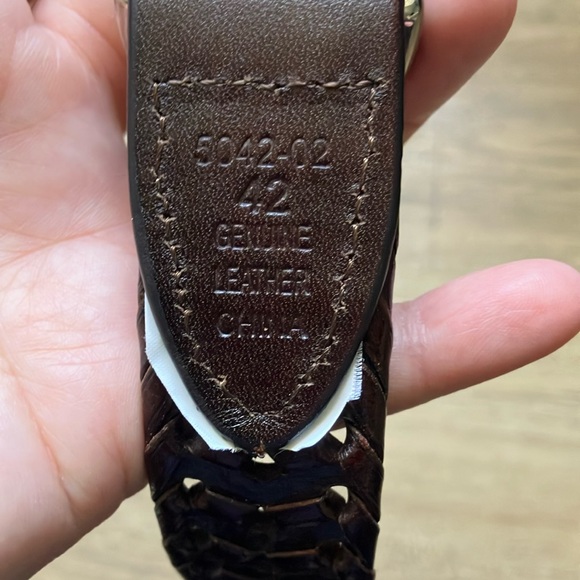 5042-02
42
GENUINE
LEATHER
CHINA